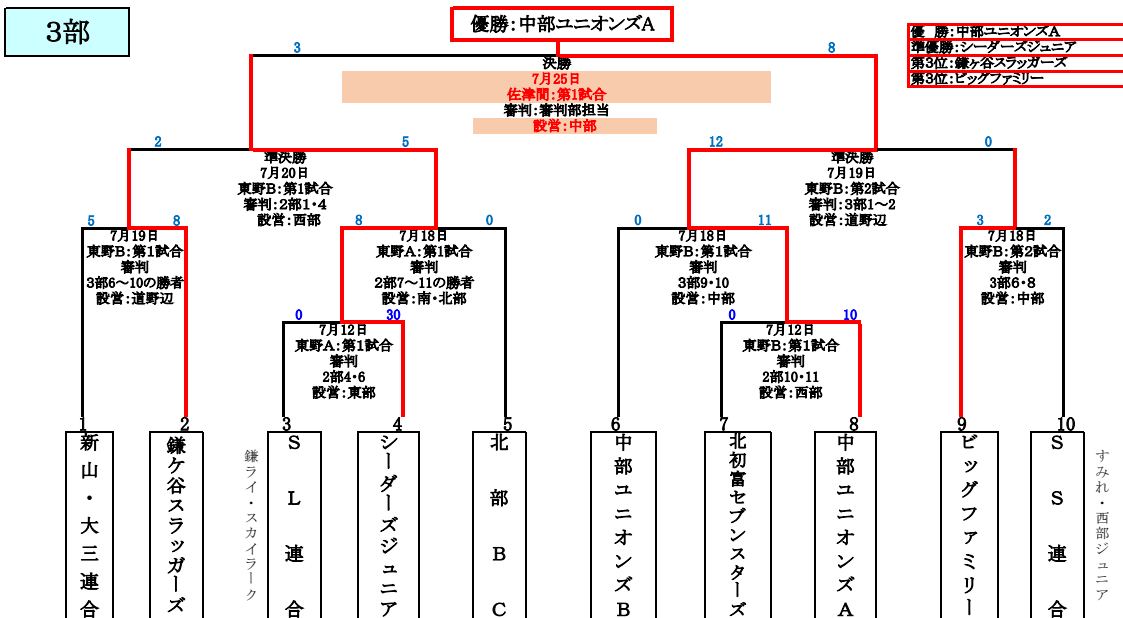 3部
優勝：中部ユニオンズA
優　勝：中部ユニオンズA
準優勝：シーダーズジュニア
第3位：鎌ヶ谷スラッガーズ
第3位：ビッグファミリー
3
8
決勝
7月25日
佐津間：第1試合
審判：審判部担当
設営：中部
2
5
準決勝
7月20日
東野B：第1試合
審判：2部1・4
設営：西部
12
0
準決勝
7月19日
東野B：第2試合
審判：3部1～2
設営：道野辺
5
8
7月19日
東野B：第1試合
審判
3部6～10の勝者
設営：道野辺
8
0
7月18日
東野A：第1試合
審判
2部7～11の勝者
設営：南・北部
0
11
7月18日
東野B：第1試合
審判
3部9・10
設営：中部
3
2
7月18日
東野B：第2試合
審判
3部6・8
設営：中部
0
30
7月12日
東野A：第1試合
審判
2部4・6
設営：東部
0
10
7月12日
東野B：第1試合
審判
2部10・11
設営：西部
1
新山・大三連合
2
鎌ケ谷スラッガーズ
鎌ライ・スカイラーク
3
SL連合
4
シーダーズジュニア
5
北部BC
6
中部ユニオンズB
7
北初富セブンスターズ
8
中部ユニオンズA
9
ビッグファミリー
10
SS連合
すみれ・西部ジュニア